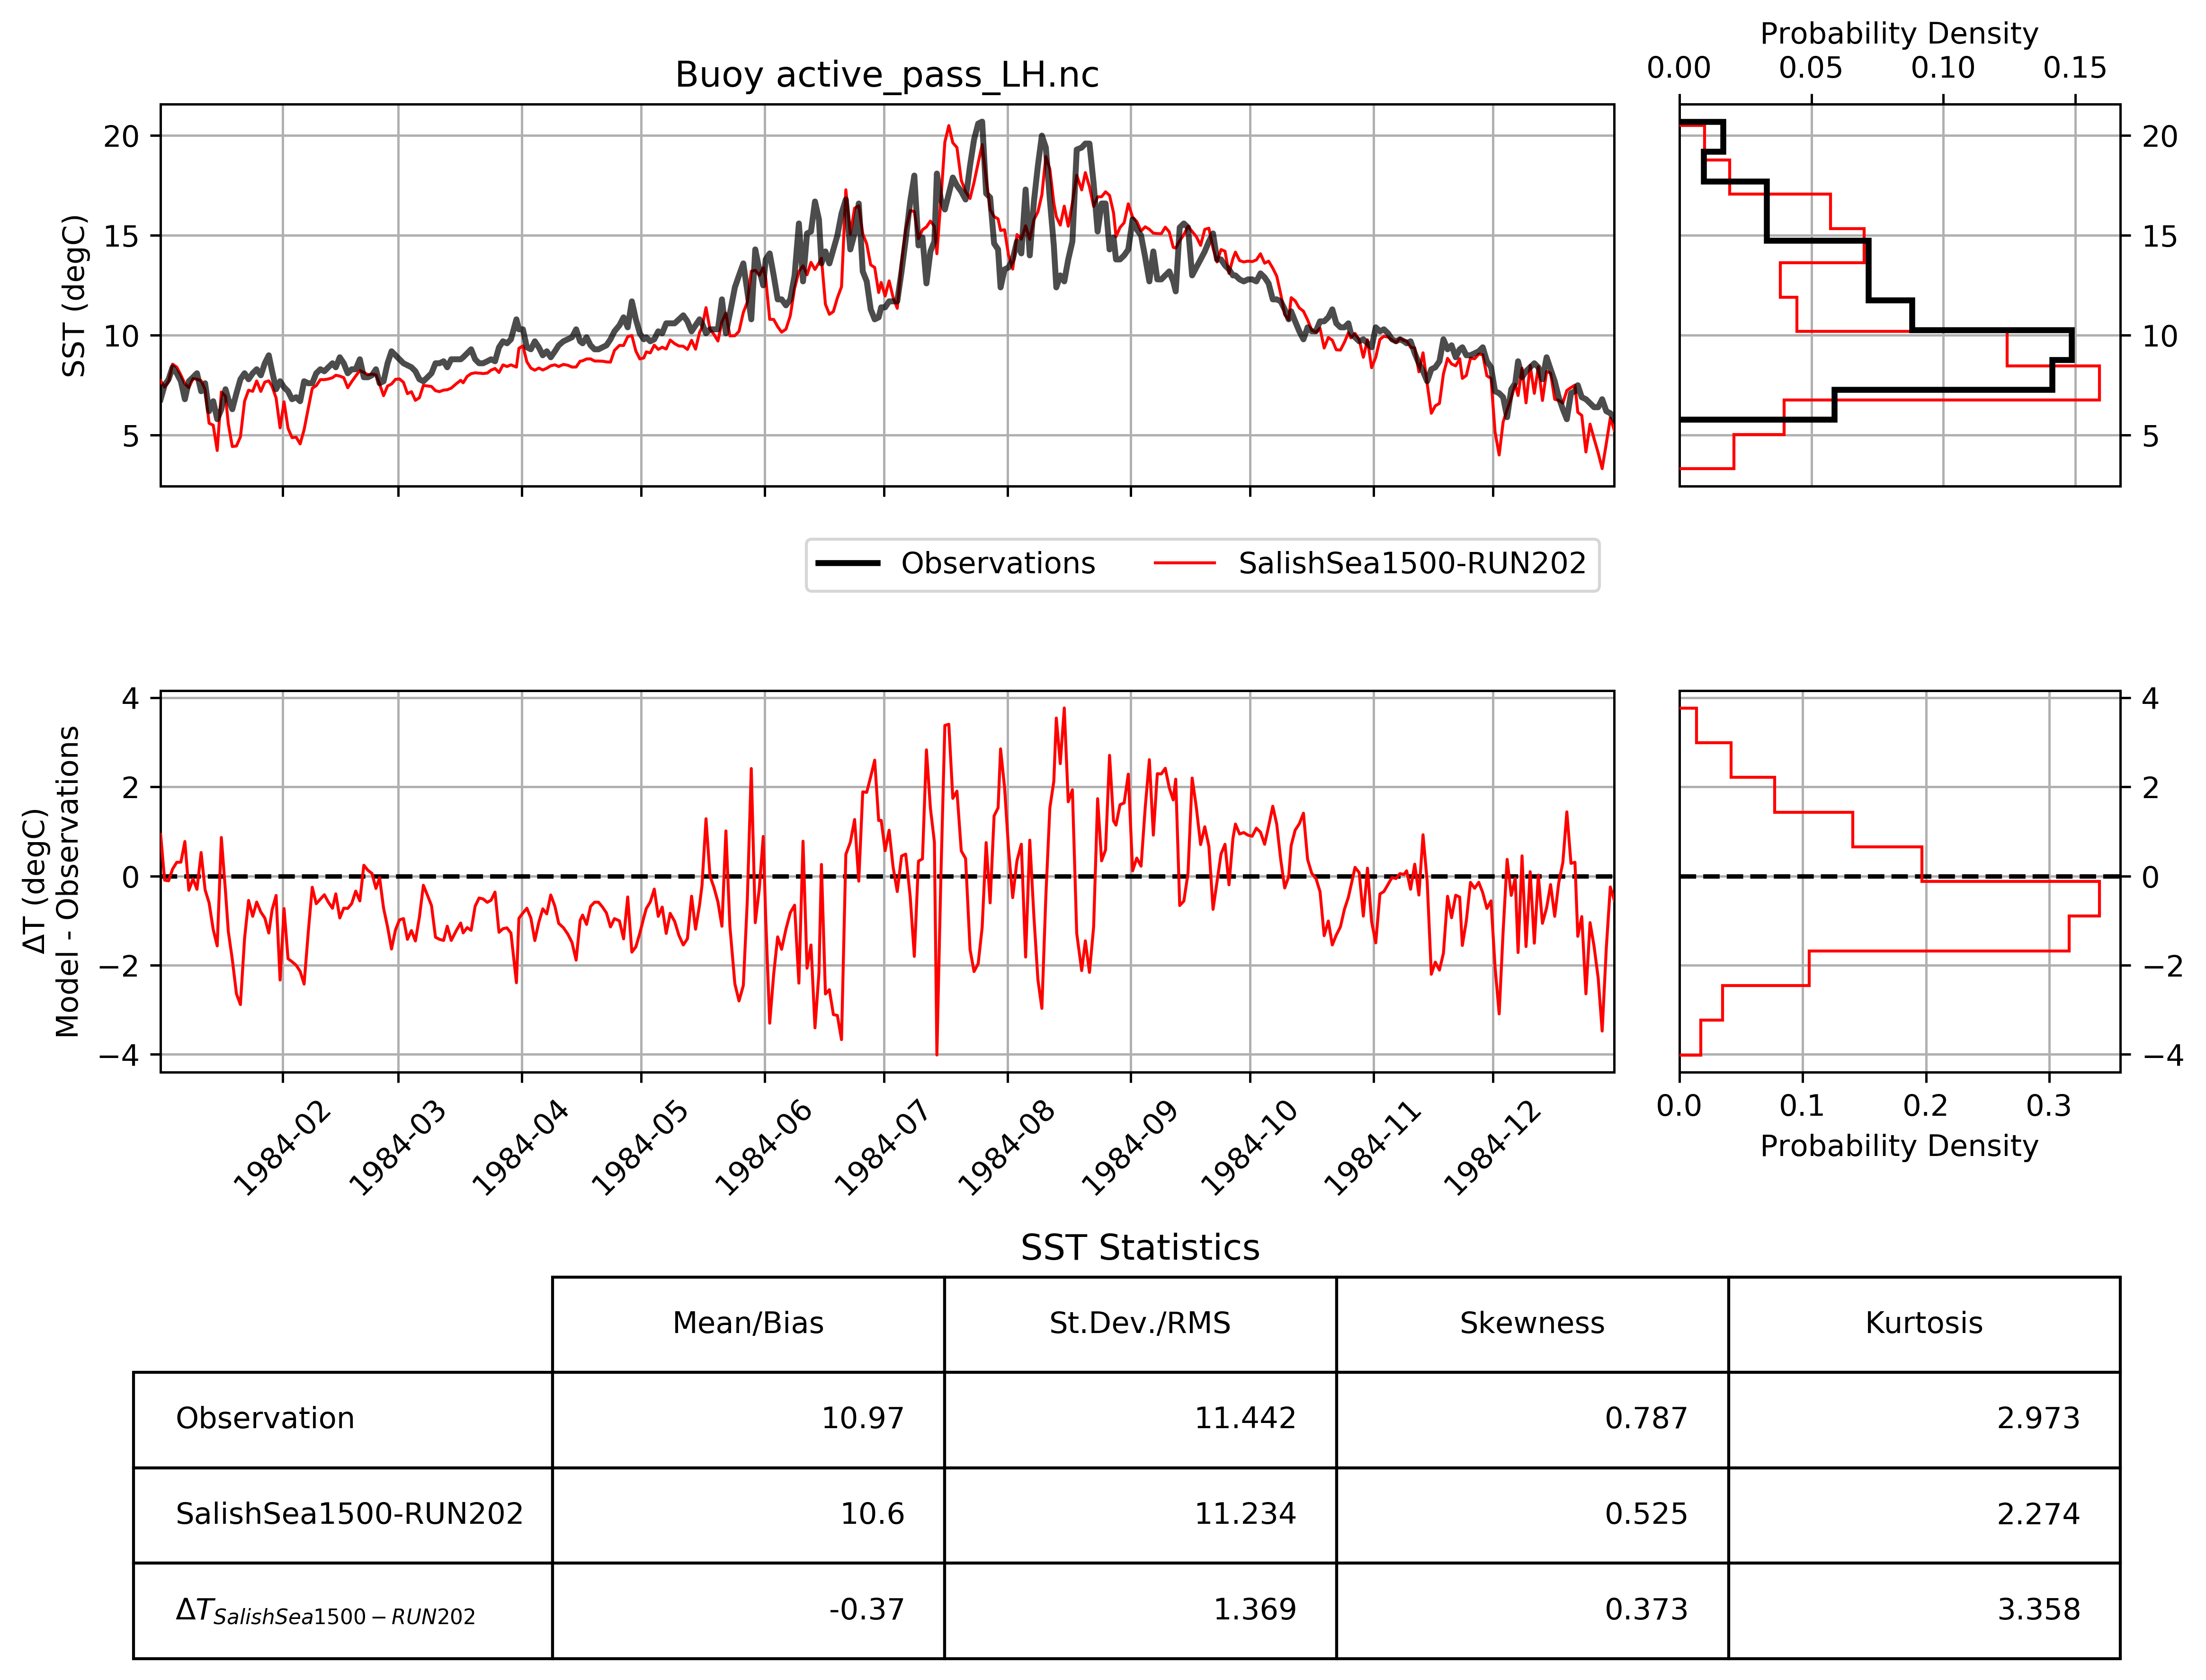 Probability Density
0.00 0.05 0.10 0.15
Buoy active_pass_LH.nc
SST (degC)
20
15
10
5
20
15
10
5
Observations SalishSea1500-RUN202
ΔT (degC)
Model - Observations
4
2
0
−2
−4
4
2
0
−2
−4
0.0 0.1 0.2 0.3
Probability Density
1984-02 1984-03 1984-04 1984-05 1984-06 1984-07 1984-08 1984-09 1984-10 1984-11 1984-12
SST Statistics
Mean/Bias St.Dev./RMS Skewness Kurtosis
Observation 10.97 11.442 0.787 2.973
SalishSea1500-RUN202 10.6 11.234 0.525 2.274
ΔT SalishSea1500−RUN202 -0.37 1.369 0.373 3.358